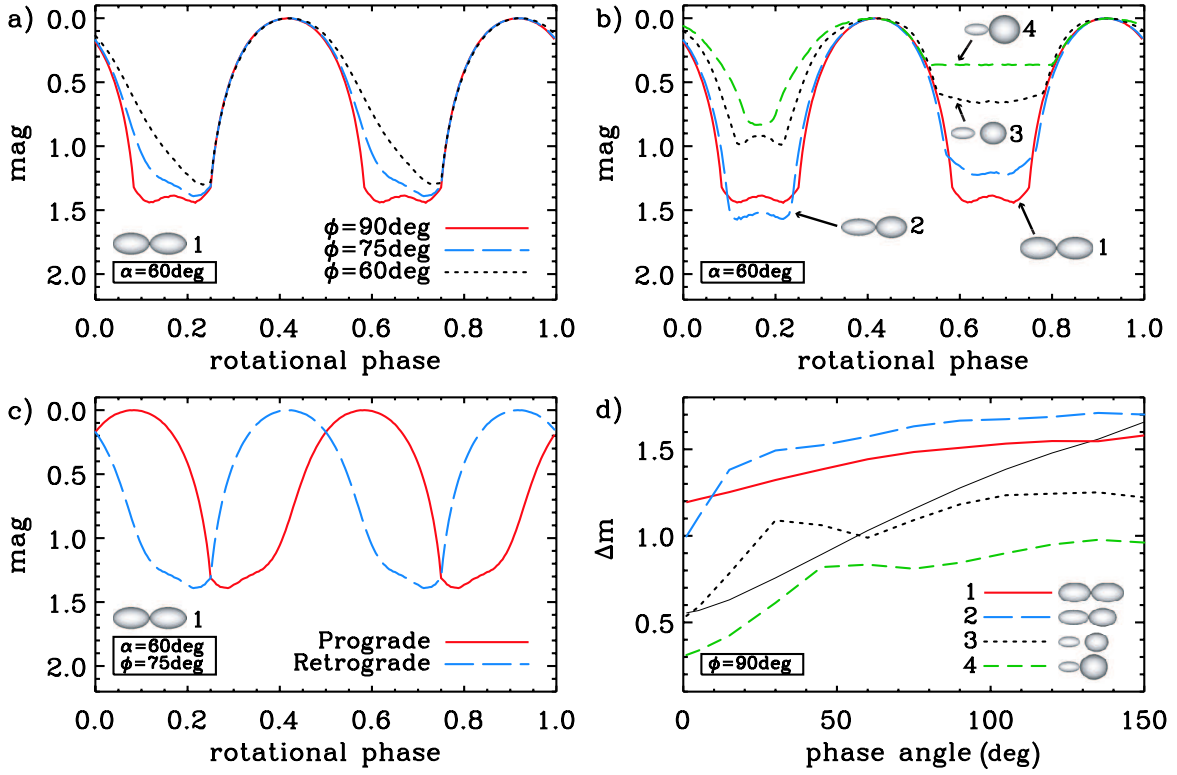 a)
0.0
0.5
1.0
1.5
2.0
mag
1
α=60deg
ϕ=90deg
ϕ=75deg
ϕ=60deg
0.0 0.2 0.4 0.6 0.8 1.0
rotational phase
b)
0.0
0.5
1.0
1.5
2.0
mag
4
3
2
1
α=60deg
0.0 0.2 0.4 0.6 0.8 1.0
rotational phase
c)
0.0
0.5
1.0
1.5
2.0
mag
1
α=60deg
ϕ=75deg
Prograde
Retrograde
0.0 0.2 0.4 0.6 0.8 1.0
rotational phase
d)
1.5
1.0
0.5
Δm
1
2
3
4
ϕ=90deg
0 50 100 150
phase angle (deg)